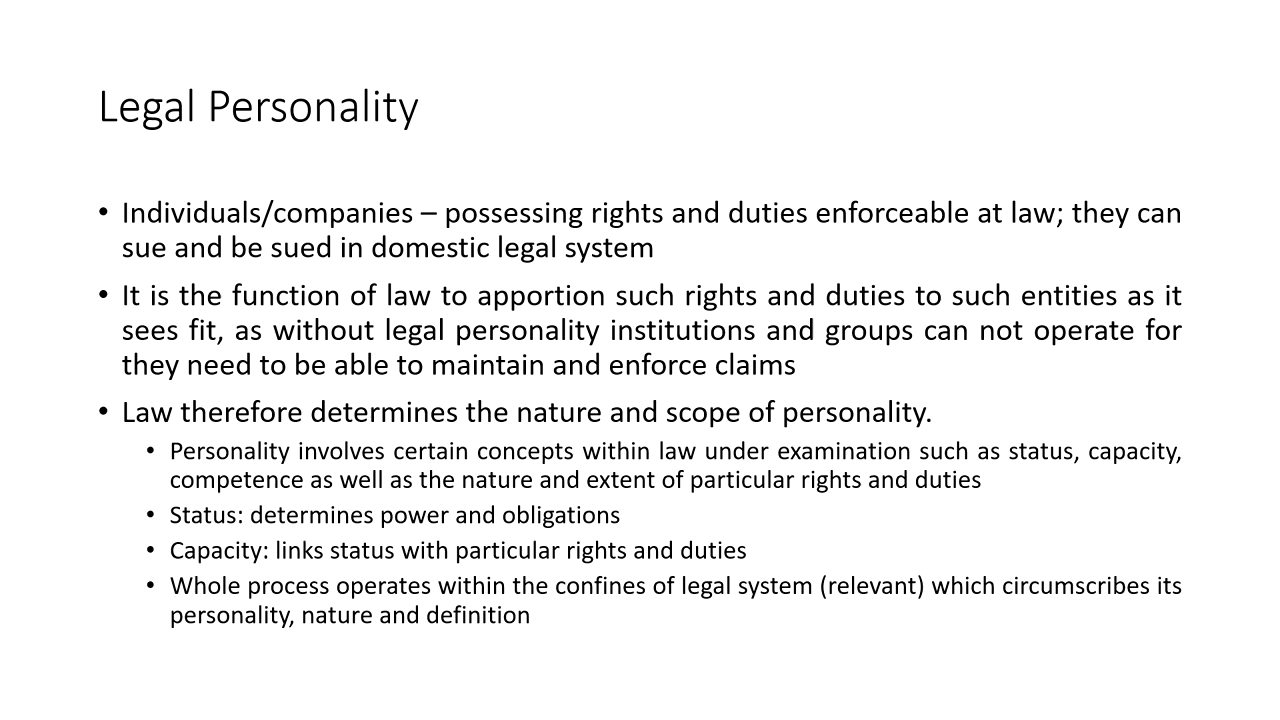 Legal Personality
• Individuals/companies – possessing rights and duties enforceable at law; they can
sue and be sued in domestic legal system
• It is the function of law to apportion such rights and duties to such entities as it
sees fit, as without legal personality institutions and groups can not operate for
they need to be able to maintain and enforce claims
• Law therefore determines the nature and scope of personality.
• Personality involves certain concepts within law under examination such as status, capacity,
competence as well as the nature and extent of particular rights and duties
• Status: determines power and obligations
• Capacity: links status with particular rights and duties
• Whole process operates within the confines of legal system (relevant) which circumscribes its
personality, nature and definition